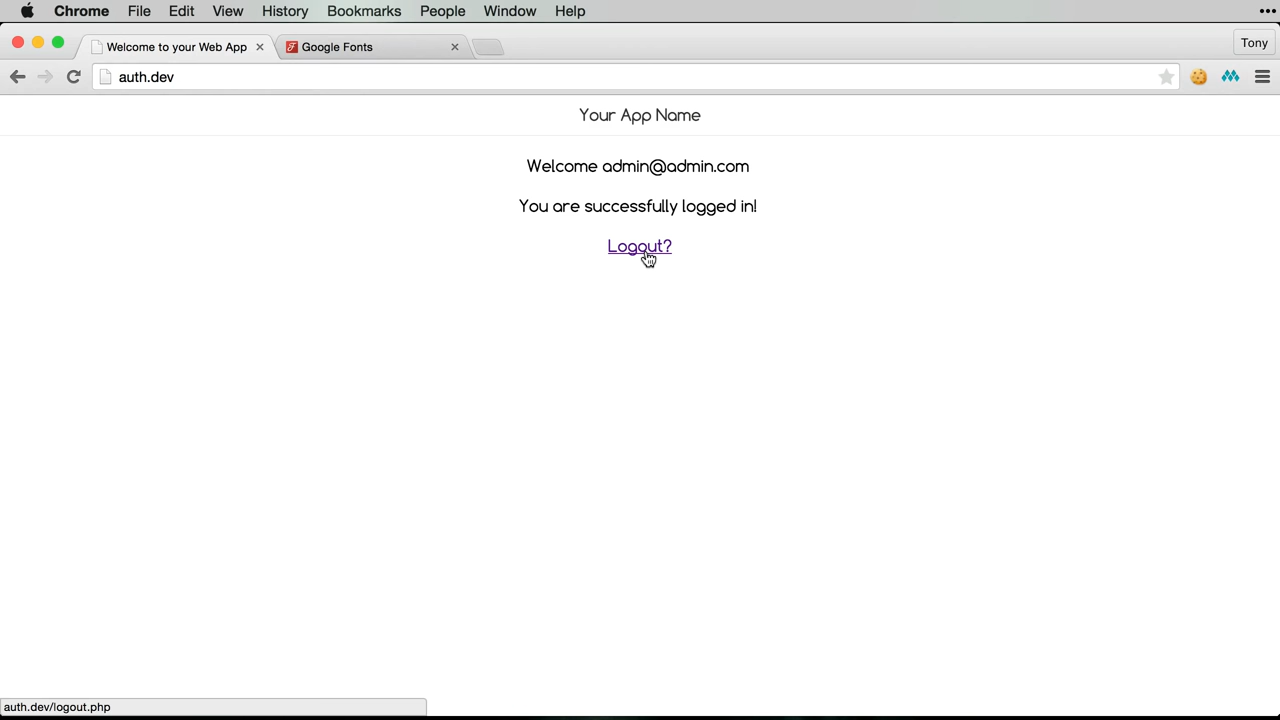 Chrome File Edit View History Bookmarks People Window Help
Welcome to your Web App Google Fonts Tony
auth.dev
Your App Name
Welcome admin@admin.com
You are successfully logged in!
Logout?
auth.dev/logout.php